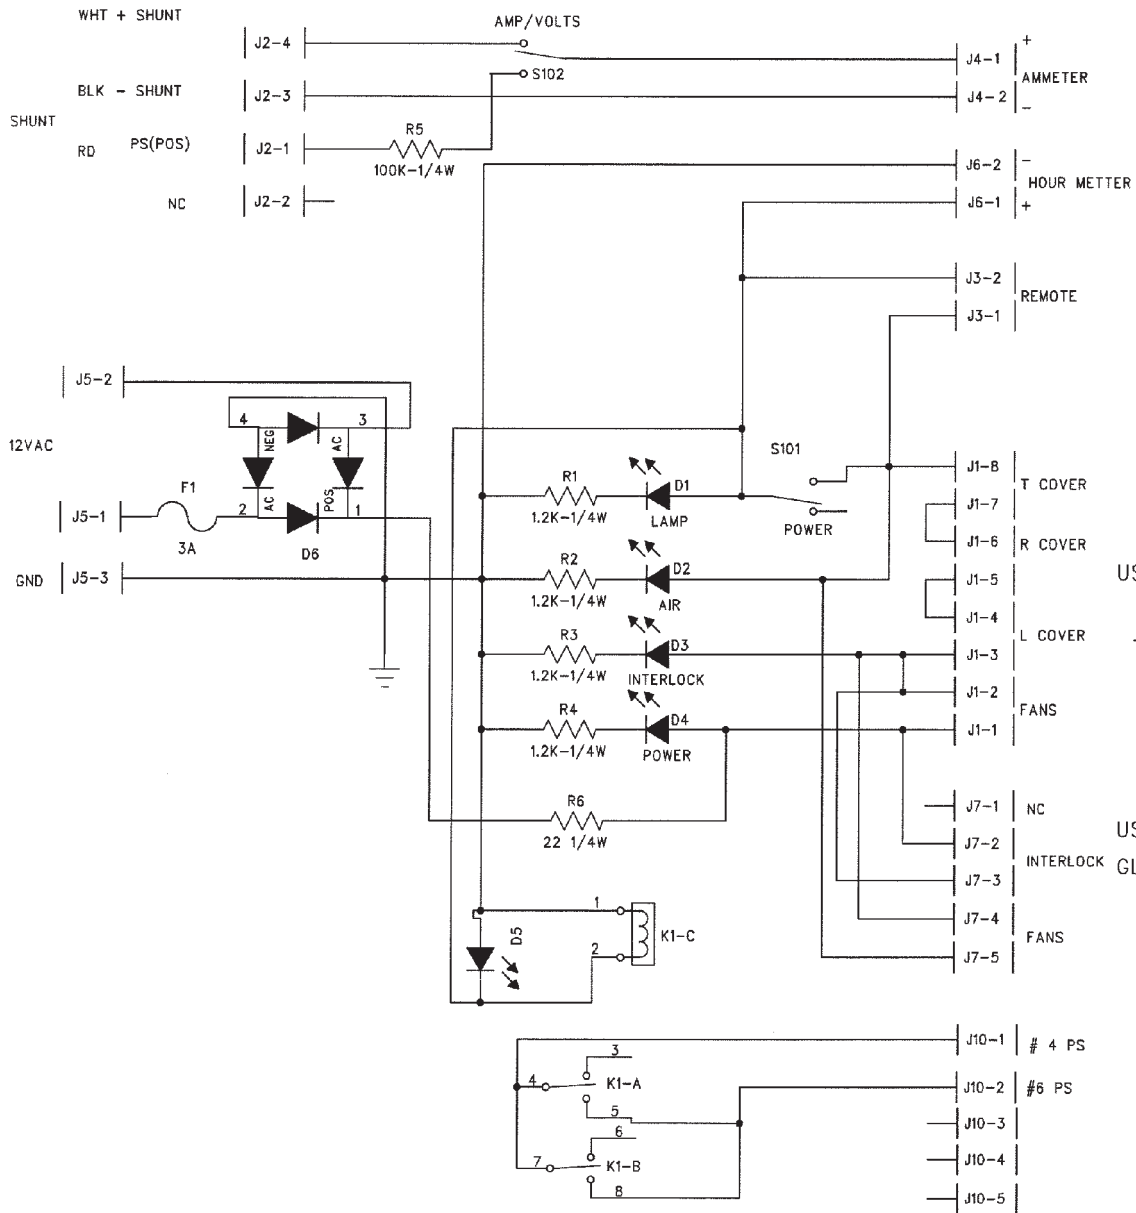 WHT + SHUNT
AMP/VOLTS
J2-4
+
J4-1
S102
AMMETER
BLK - SHUNT
J2-3
J4-2
-
SHUNT
R5
RD
PS(POS)
J2-1
100K-1/4W
J6-2
-
HOUR METTER
NC
J2-2
J6-1
+
J3-2
REMOTE
J3-1
J5-2
4
3
NEG
AC
12VAC
S101
J1-8
T COVER
F1
AC
POS
R1
D1
J1-7
J5-1
2
1
1.2K-1/4W
LAMP
POWER
J1-6
R COVER
3A
D6
R2
D2
J1-5
US
GND
J5-3
1.2K-1/4W
AIR
J1-4
L COVER
R3
D3
J1-3
1.2K-1/4W
INTERLOCK
J1-2
FANS
R4
D4
J1-1
1.2K-1/4W
POWER
R6
J7-1
NC
22 1/4W
J7-2
US
INTERLOCK
GL
J7-3
1
J7-4
D5
K1-C
FANS
2
J7-5
J10-1
# 4 PS
3
4
K1-A
J10-2
#6 PS
5
J10-3
6
7
K1-B
J10-4
8
J10-5